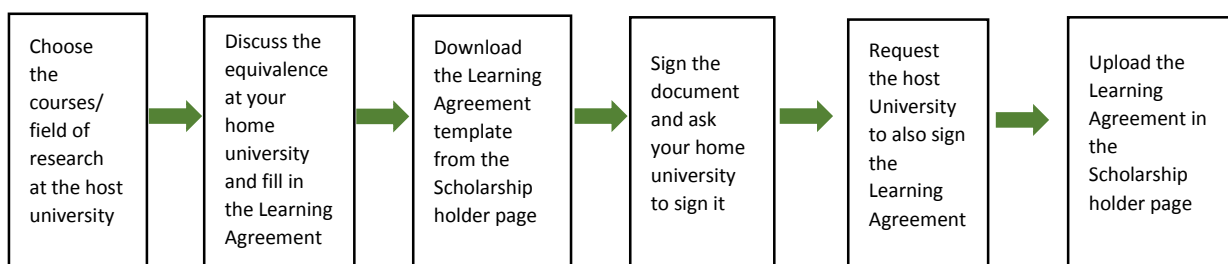 Choose
the
courses/
field of
research
at the host
university
Discuss the
equivalence
at your
home
university
and fill in
the Learning
Agreement
Download
the Learning
Agreement
template
from the
Scholarship
holder page
Sign the
document
and ask
your home
university
to sign it
Request
the host
University
to also sign
the
Learning
Agreement
Upload the
Learning
Agreement in
the
Scholarship
holder page